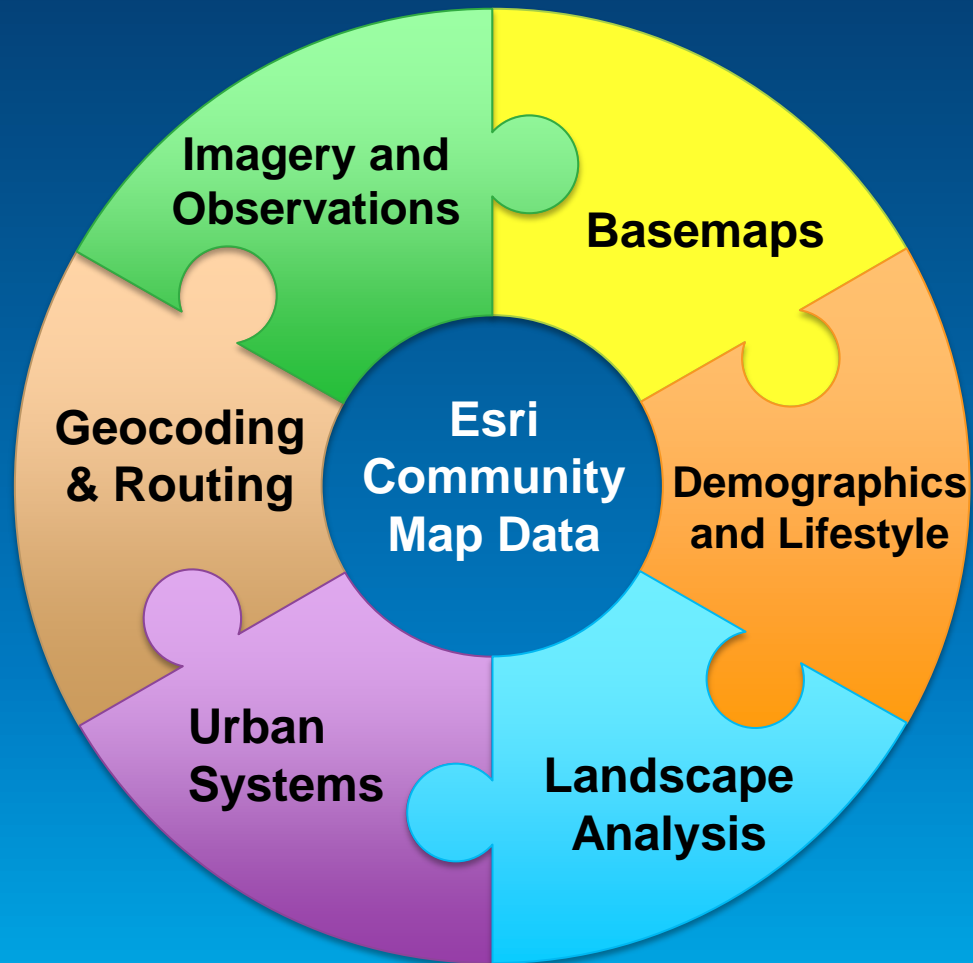 Imagery and
Observations
Basemaps
Geocoding
& Routing
Esri
Community
Map Data
Demographics
and Lifestyle
Urban
Systems
Landscape
Analysis